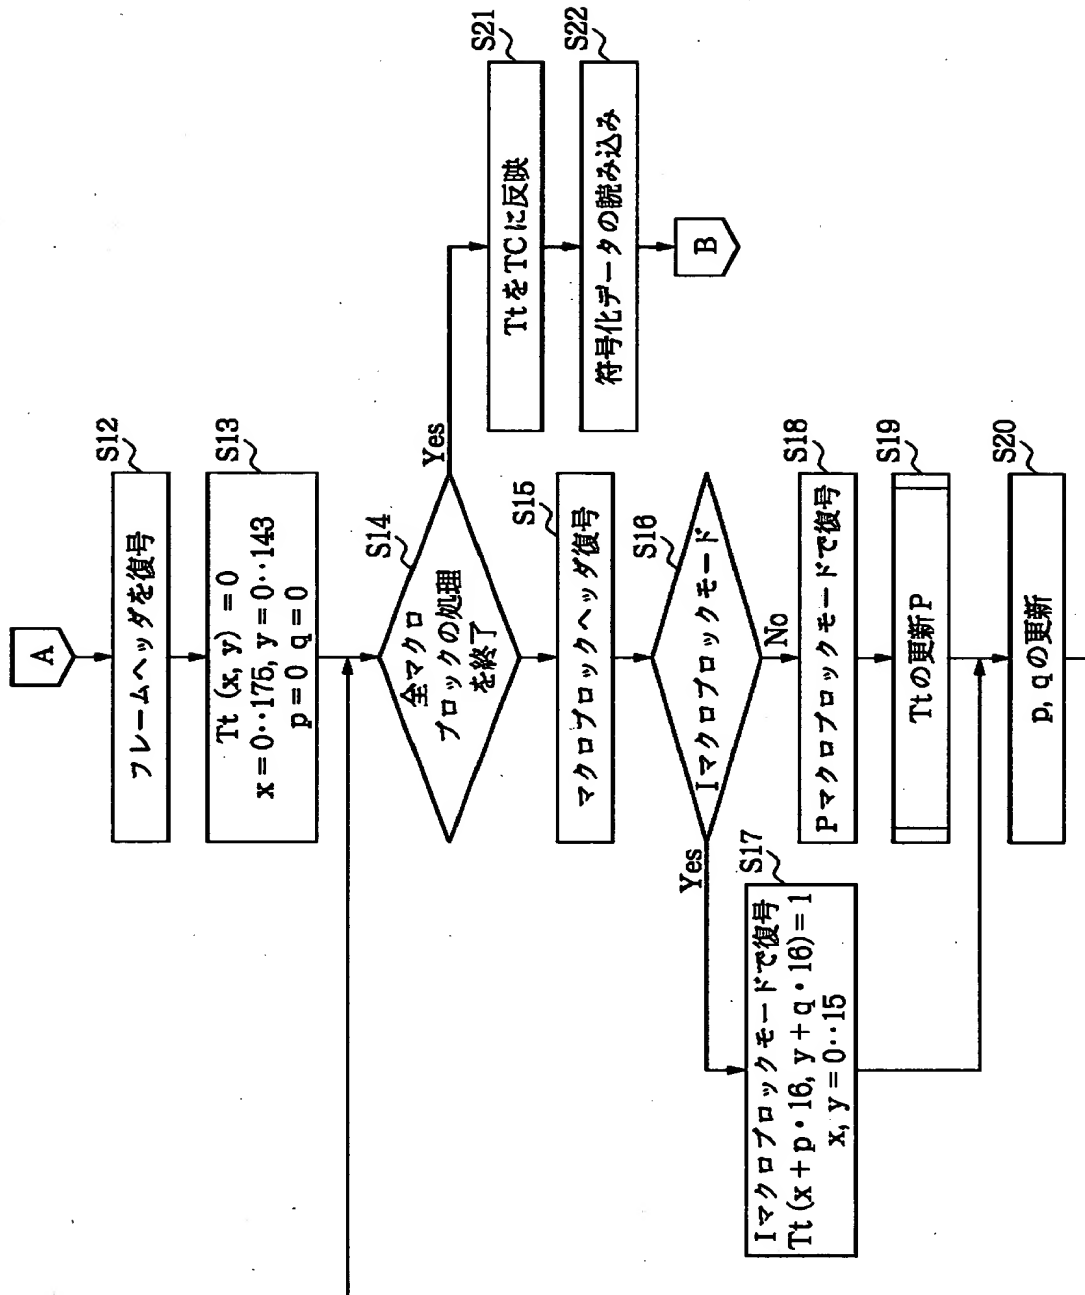 A
フレームヘッダを復号
S12
Tt (x, y) = 0
x = 0‥175, y = 0‥143
p = 0 q = 0
S13
全マクロ
ブロックの処理
を終了
S14
Yes
TtをTCに反映
S21
符号化データの読み込み
S22
B
マクロブロックヘッダ復号
S15
Iマクロブロックモード
S16
Yes
No
Iマクロブロックモードで復号
Tt (x + p・16, y + q・16) = 1
x, y = 0‥15
S17
Pマクロブロックモードで復号
S18
Ttの更新P
S19
p, qの更新
S20